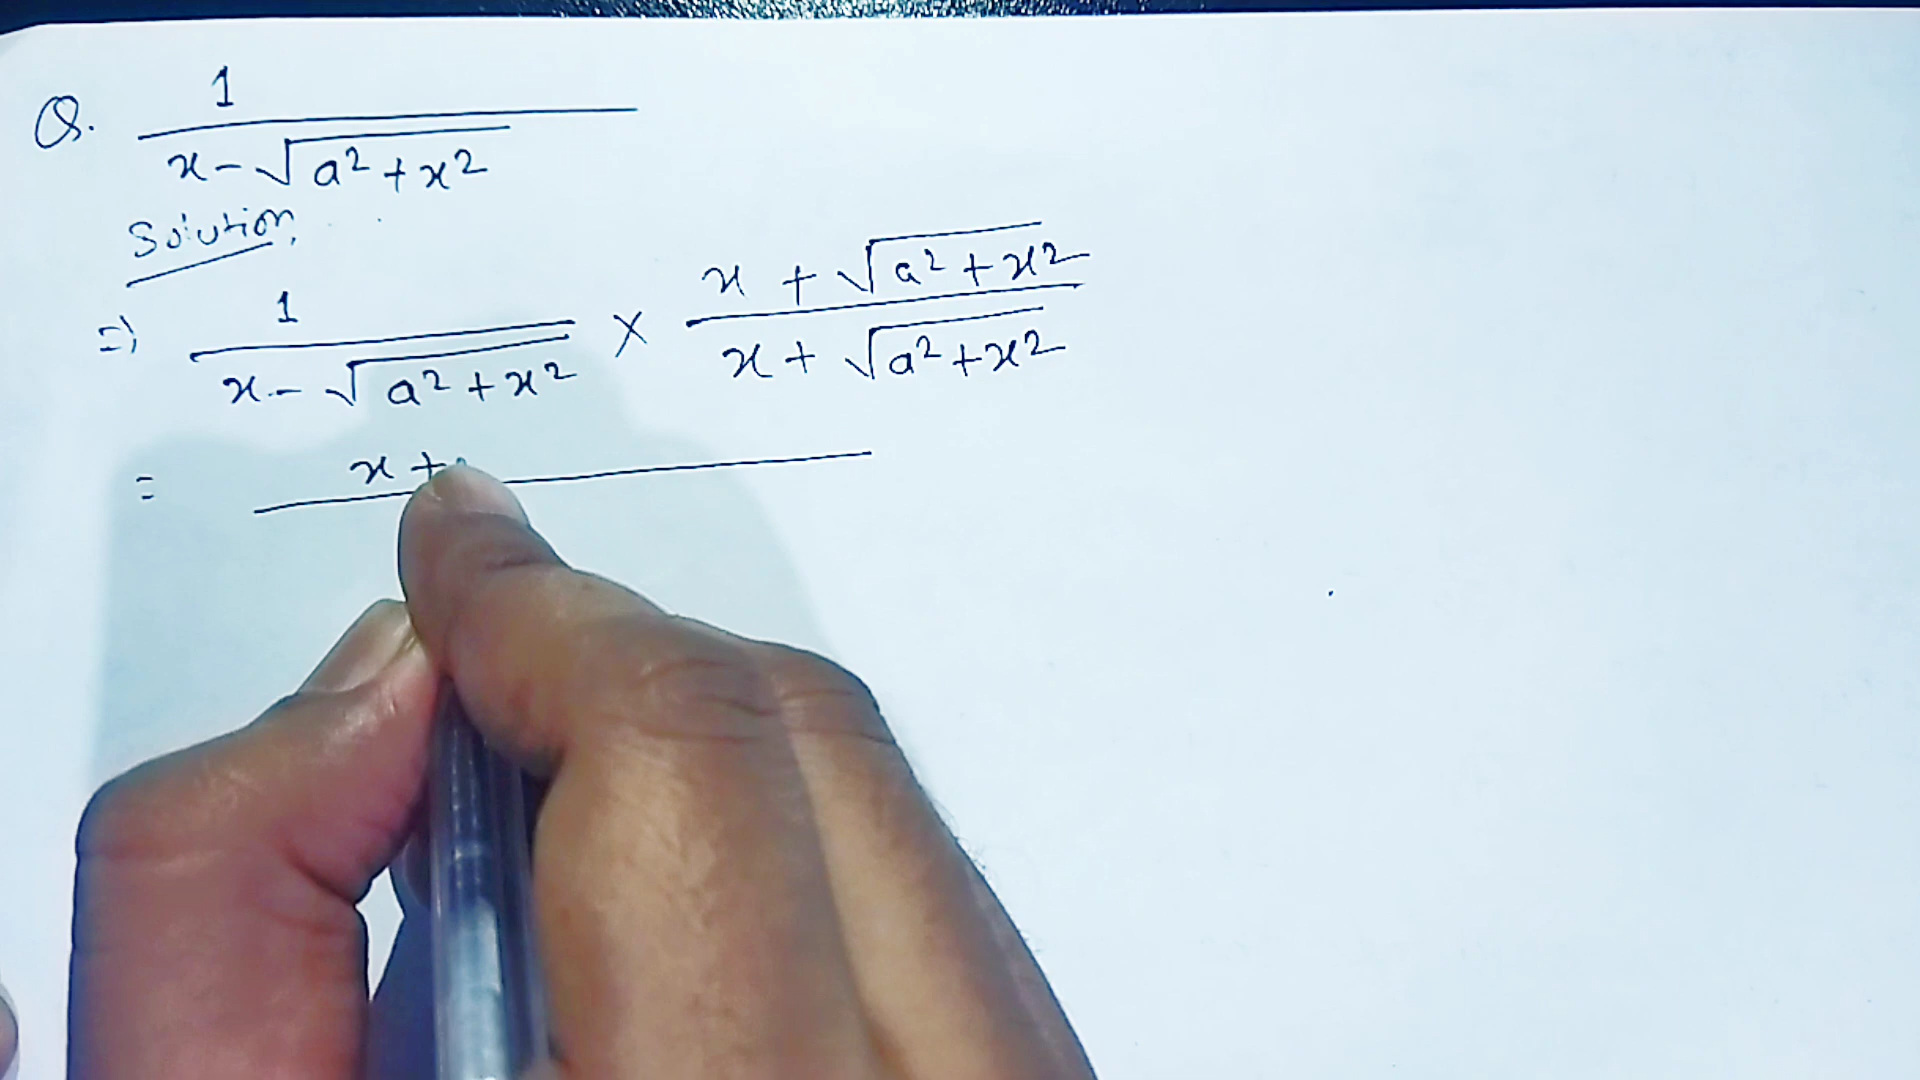 Q. 1 / (x - √(a² + x²))
Solution,
=) 1 / (x - √(a² + x²)) × (x + √(a² + x²)) / (x + √(a² + x²))
= x +